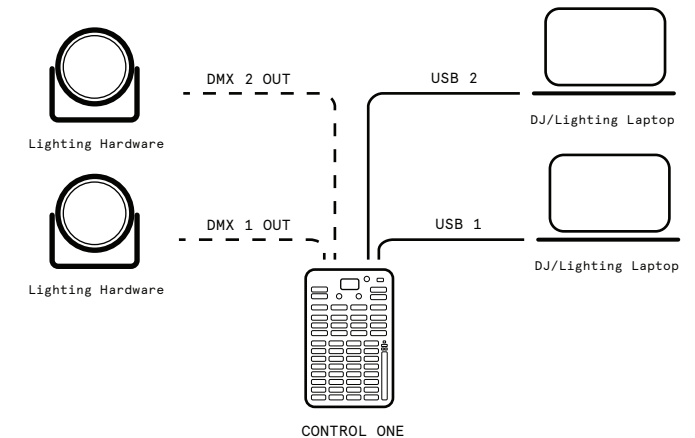 DMX 2 OUT
USB 2
DJ/Lighting Laptop
Lighting Hardware
DMX 1 OUT
USB 1
DJ/Lighting Laptop
Lighting Hardware
CONTROL ONE